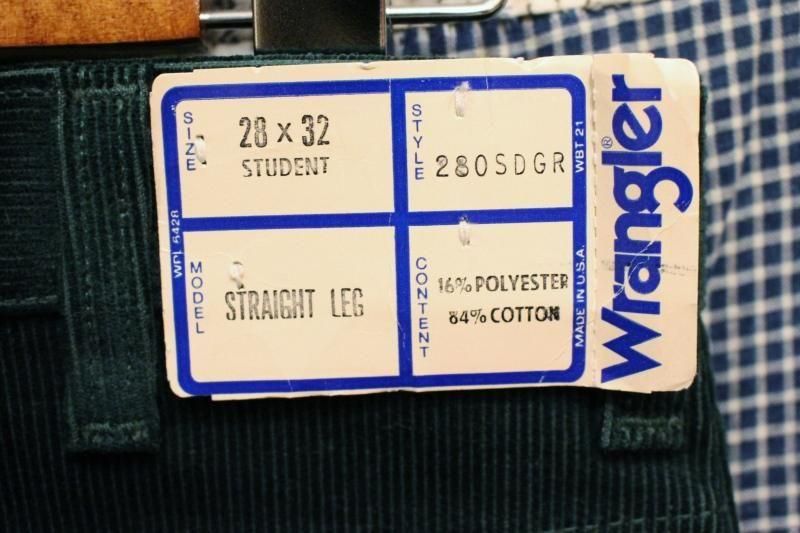 SIZE
28 x 32
STUDENT
STYLE
280SDGR
WPL 6428
MODEL
STRAIGHT LEG
CONTENT
16% POLYESTER
84% COTTON
WBT 21
MADE IN U.S.A.
Wrangler®